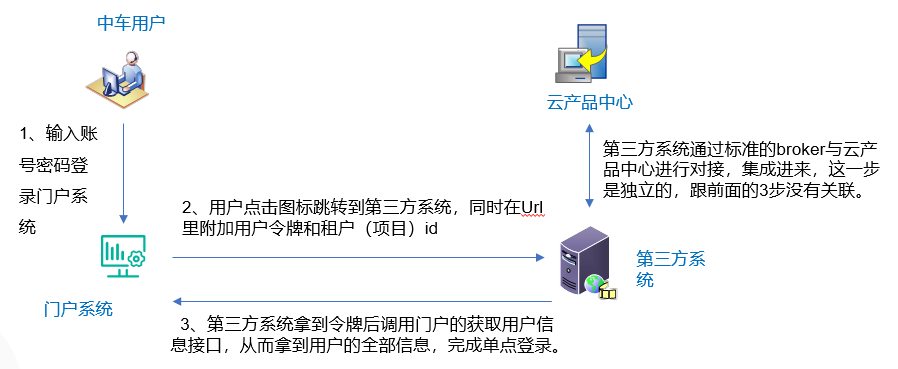 中车用户
云产品中心
1、输入账
号密码登
录门户系
统
第三方系统通过标准的broker与云产
品中心进行对接，集成进来，这一步
是独立的，跟前面的3步没有关联。
2、用户点击图标跳转到第三方系统，同时在Url
里附加用户令牌和租户（项目）id
门户系统
第三方系
统
3、第三方系统拿到令牌后调用门户的获取用户信
息接口，从而拿到用户的全部信息，完成单点登录。